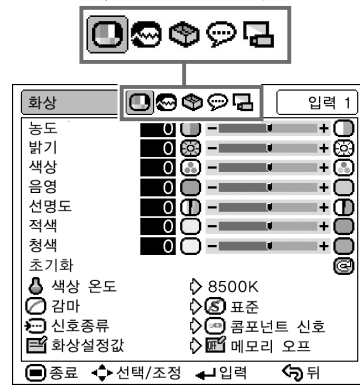 화상 입력 1
농도 0 - +
밝기 0 - +
색상 0 - +
음영 0 - +
선명도 0 - +
적색 0 - +
청색 0 - +
초기화
색상 온도 8500K
감마 S 표준
신호종류 콤포넌트 신호
화상설정값 메모리 오프
종료 선택/조정 입력 뒤